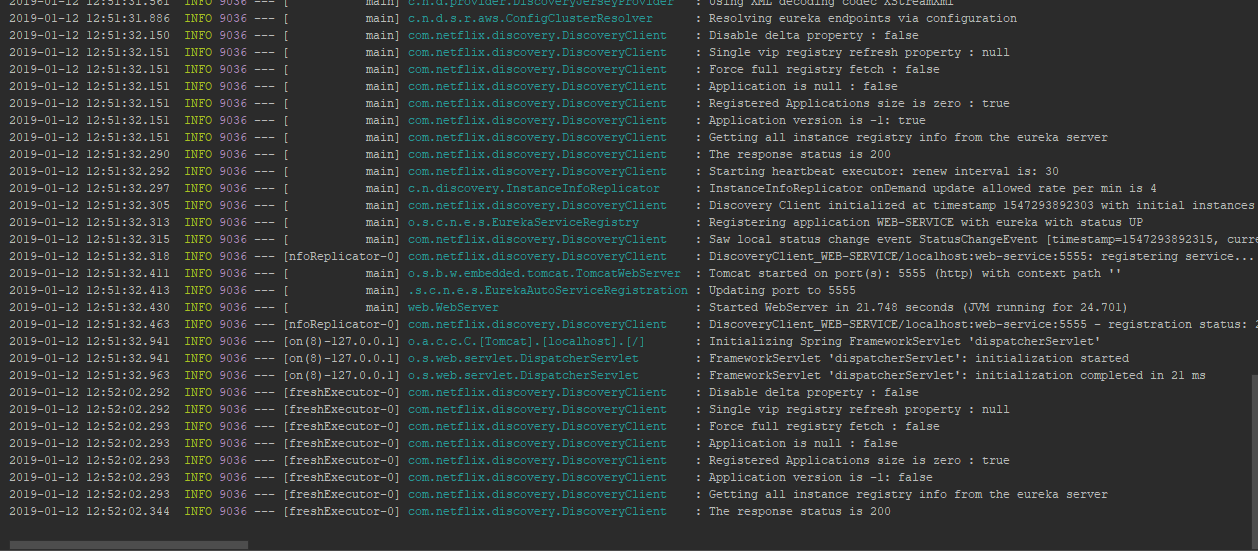 2019-01-12 12:51:31.561  INFO 9036 --- [           main] c.n.d.provider.DiscoveryJerseyProvider   : Using XML decoding codec XStreamXml
2019-01-12 12:51:31.886  INFO 9036 --- [           main] c.n.d.s.r.aws.ConfigClusterResolver      : Resolving eureka endpoints via configuration
2019-01-12 12:51:32.150  INFO 9036 --- [           main] com.netflix.discovery.DiscoveryClient    : Disable delta property : false
2019-01-12 12:51:32.151  INFO 9036 --- [           main] com.netflix.discovery.DiscoveryClient    : Single vip registry refresh property : null
2019-01-12 12:51:32.151  INFO 9036 --- [           main] com.netflix.discovery.DiscoveryClient    : Force full registry fetch : false
2019-01-12 12:51:32.151  INFO 9036 --- [           main] com.netflix.discovery.DiscoveryClient    : Application is null : false
2019-01-12 12:51:32.151  INFO 9036 --- [           main] com.netflix.discovery.DiscoveryClient    : Registered Applications size is zero : true
2019-01-12 12:51:32.151  INFO 9036 --- [           main] com.netflix.discovery.DiscoveryClient    : Application version is -1: true
2019-01-12 12:51:32.151  INFO 9036 --- [           main] com.netflix.discovery.DiscoveryClient    : Getting all instance registry info from the eureka server
2019-01-12 12:51:32.290  INFO 9036 --- [           main] com.netflix.discovery.DiscoveryClient    : The response status is 200
2019-01-12 12:51:32.292  INFO 9036 --- [           main] com.netflix.discovery.DiscoveryClient    : Starting heartbeat executor: renew interval is: 30
2019-01-12 12:51:32.297  INFO 9036 --- [           main] c.n.discovery.InstanceInfoReplicator     : InstanceInfoReplicator onDemand update allowed rate per min is 4
2019-01-12 12:51:32.305  INFO 9036 --- [           main] com.netflix.discovery.DiscoveryClient    : Discovery Client initialized at timestamp 1547293892303 with initial instances
2019-01-12 12:51:32.313  INFO 9036 --- [           main] o.s.c.n.e.s.EurekaServiceRegistry        : Registering application WEB-SERVICE with eureka with status UP
2019-01-12 12:51:32.315  INFO 9036 --- [           main] com.netflix.discovery.DiscoveryClient    : Saw local status change event StatusChangeEvent [timestamp=1547293892315, curre
2019-01-12 12:51:32.318  INFO 9036 --- [nfoReplicator-0] com.netflix.discovery.DiscoveryClient    : DiscoveryClient_WEB-SERVICE/localhost:web-service:5555: registering service...
2019-01-12 12:51:32.411  INFO 9036 --- [           main] o.s.b.w.embedded.tomcat.TomcatWebServer  : Tomcat started on port(s): 5555 (http) with context path ''
2019-01-12 12:51:32.413  INFO 9036 --- [           main] .s.c.n.e.s.EurekaAutoServiceRegistration : Updating port to 5555
2019-01-12 12:51:32.430  INFO 9036 --- [           main] web.WebServer                            : Started WebServer in 21.748 seconds (JVM running for 24.701)
2019-01-12 12:51:32.463  INFO 9036 --- [nfoReplicator-0] com.netflix.discovery.DiscoveryClient    : DiscoveryClient_WEB-SERVICE/localhost:web-service:5555 - registration status: 2
2019-01-12 12:51:32.941  INFO 9036 --- [on(8)-127.0.0.1] o.a.c.c.C.[Tomcat].[localhost].[/]       : Initializing Spring FrameworkServlet 'dispatcherServlet'
2019-01-12 12:51:32.941  INFO 9036 --- [on(8)-127.0.0.1] o.s.web.servlet.DispatcherServlet        : FrameworkServlet 'dispatcherServlet': initialization started
2019-01-12 12:51:32.963  INFO 9036 --- [on(8)-127.0.0.1] o.s.web.servlet.DispatcherServlet        : FrameworkServlet 'dispatcherServlet': initialization completed in 21 ms
2019-01-12 12:52:02.292  INFO 9036 --- [freshExecutor-0] com.netflix.discovery.DiscoveryClient    : Disable delta property : false
2019-01-12 12:52:02.292  INFO 9036 --- [freshExecutor-0] com.netflix.discovery.DiscoveryClient    : Single vip registry refresh property : null
2019-01-12 12:52:02.293  INFO 9036 --- [freshExecutor-0] com.netflix.discovery.DiscoveryClient    : Force full registry fetch : false
2019-01-12 12:52:02.293  INFO 9036 --- [freshExecutor-0] com.netflix.discovery.DiscoveryClient    : Application is null : false
2019-01-12 12:52:02.293  INFO 9036 --- [freshExecutor-0] com.netflix.discovery.DiscoveryClient    : Registered Applications size is zero : true
2019-01-12 12:52:02.293  INFO 9036 --- [freshExecutor-0] com.netflix.discovery.DiscoveryClient    : Application version is -1: false
2019-01-12 12:52:02.293  INFO 9036 --- [freshExecutor-0] com.netflix.discovery.DiscoveryClient    : Getting all instance registry info from the eureka server
2019-01-12 12:52:02.344  INFO 9036 --- [freshExecutor-0] com.netflix.discovery.DiscoveryClient    : The response status is 200